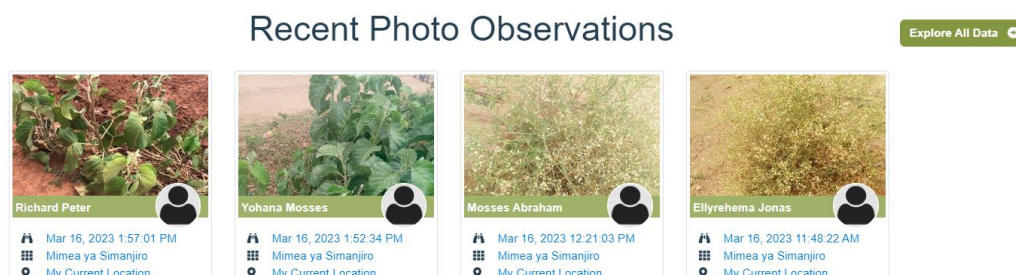 Recent Photo Observations
Explore All Data
Richard Peter
Yohana Mosses
Mosses Abraham
Ellyrehema Jonas
Mar 16, 2023 1:57:01 PM
Mar 16, 2023 1:52:34 PM
Mar 16, 2023 12:21:03 PM
Mar 16, 2023 11:48:22 AM
Mimea ya Simanjiro
Mimea ya Simanjiro
Mimea ya Simanjiro
Mimea ya Simanjiro
My Current Location
My Current Location
My Current Location
My Current Location